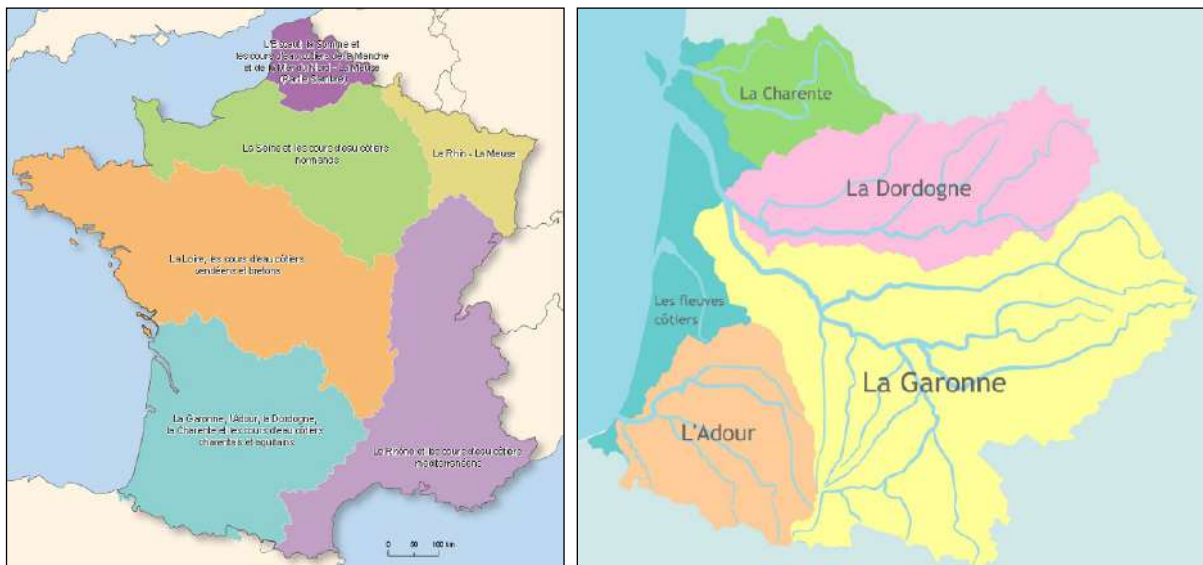 L'Escaut, la Somme et
les cours d'eau côtiers de la Manche
et de la Mer du Nord - La Meuse
(Partie Sambre)
La Seine et les cours d'eau côtiers
normands
Le Rhin - La Meuse
La Loire, les cours d'eau côtiers
vendéens et bretons
La Garonne, l'Adour, la Dordogne,
la Charente et les cours d'eau côtiers
charentais et aquitains
Le Rhône et les cours d'eau côtiers
méditerranéens
0 50 100 km
La Charente
La Dordogne
Les fleuves
côtiers
La Garonne
L'Adour